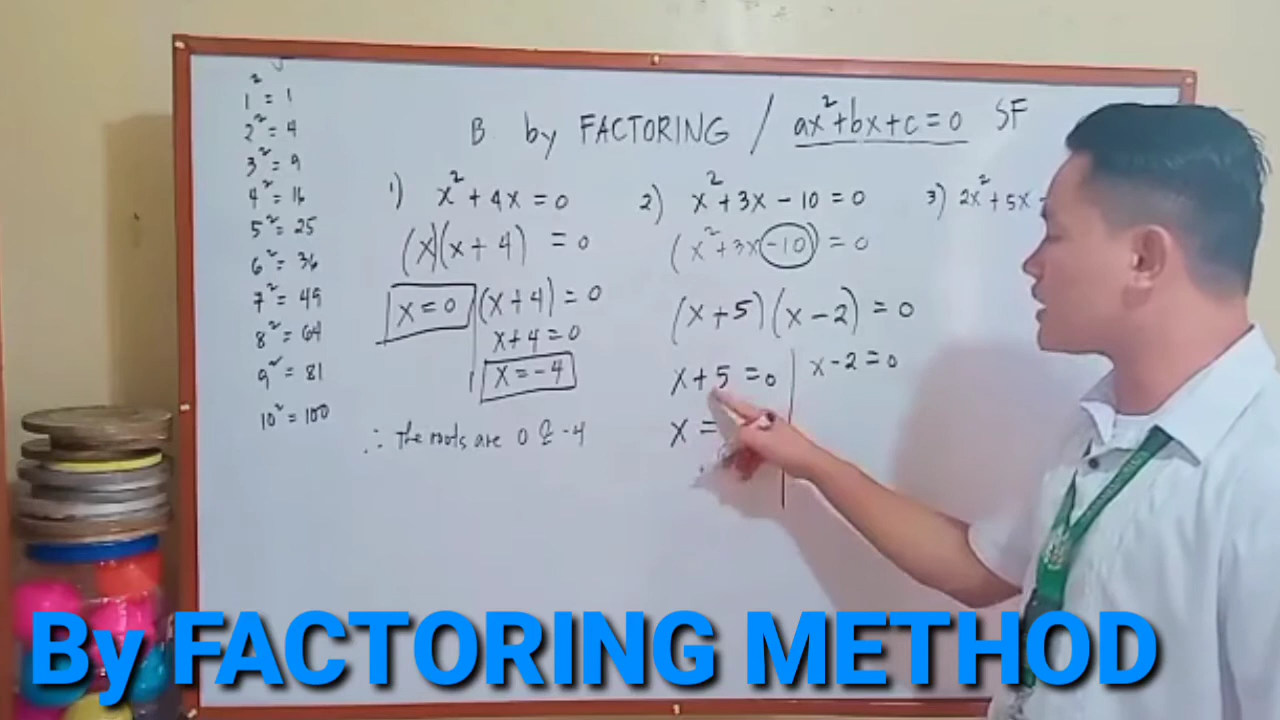 B. by FACTORING / ax²+bx+c=0 SF
1² = 1
2² = 4
3² = 9
4² = 16
5² = 25
6² = 36
7² = 49
8² = 64
9² = 81
10² = 100
1) x² + 4x = 0
(x)(x + 4) = 0
x = 0 (x + 4) = 0
x + 4 = 0
x = -4
∴ The roots are 0 & -4
2) x² + 3x - 10 = 0
(x² + 3x - 10) = 0
(x + 5)(x - 2) = 0
x + 5 = 0 x - 2 = 0
x =
3) 2x² + 5x -
By FACTORING METHOD